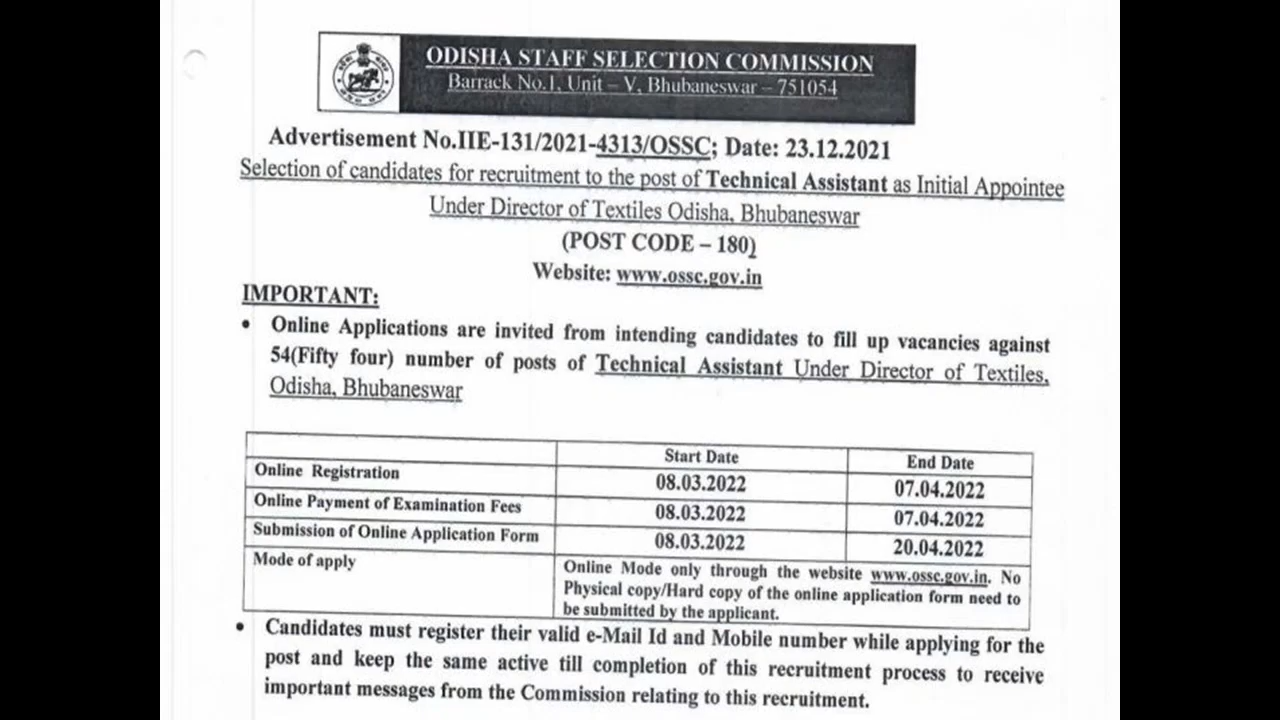 ODISHA STAFF SELECTION COMMISSION
Barrack No.1, Unit – V, Bhubaneswar – 751054
Advertisement No.IIE-131/2021-4313/OSSC; Date: 23.12.2021
Selection of candidates for recruitment to the post of Technical Assistant as Initial Appointee
Under Director of Textiles Odisha, Bhubaneswar
(POST CODE – 180)
Website: www.ossc.gov.in
IMPORTANT:
• Online Applications are invited from intending candidates to fill up vacancies against
54(Fifty four) number of posts of Technical Assistant Under Director of Textiles,
Odisha, Bhubaneswar
Start Date End Date
Online Registration 08.03.2022 07.04.2022
Online Payment of Examination Fees 08.03.2022 07.04.2022
Submission of Online Application Form 08.03.2022 20.04.2022
Mode of apply Online Mode only through the website www.ossc.gov.in. No
Physical copy/Hard copy of the online application form need to
be submitted by the applicant.
• Candidates must register their valid e-Mail Id and Mobile number while applying for the
post and keep the same active till completion of this recruitment process to receive
important messages from the Commission relating to this recruitment.